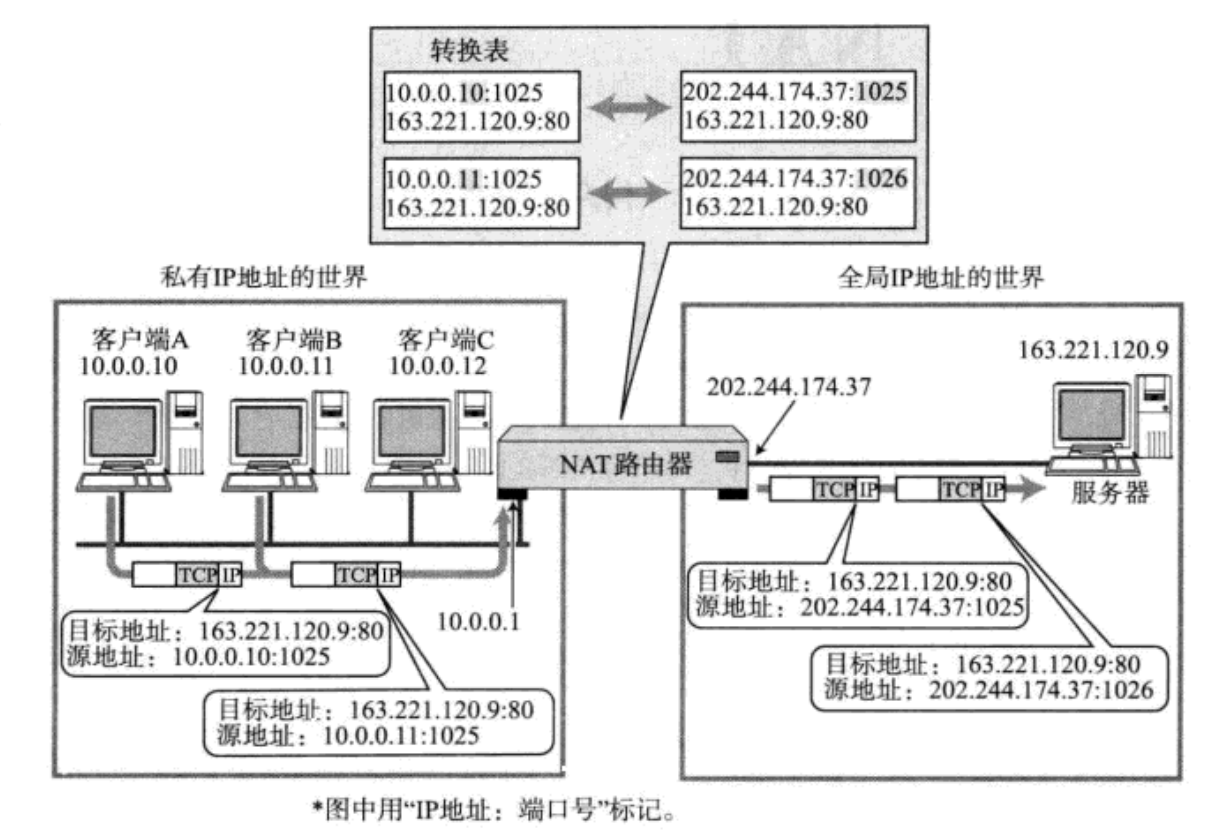 转换表
10.0.0.10:1025
163.221.120.9:80
202.244.174.37:1025
163.221.120.9:80
10.0.0.11:1025
163.221.120.9:80
202.244.174.37:1026
163.221.120.9:80
私有IP地址的世界
全局IP地址的世界
客户端A
10.0.0.10
客户端B
10.0.0.11
客户端C
10.0.0.12
163.221.120.9
202.244.174.37
NAT路由器
服务器
TCP IP
TCP IP
TCP IP
TCP IP
10.0.0.1
目标地址：163.221.120.9:80
源地址：10.0.0.10:1025
目标地址：163.221.120.9:80
源地址：10.0.0.11:1025
目标地址：163.221.120.9:80
源地址：202.244.174.37:1025
目标地址：163.221.120.9:80
源地址：202.244.174.37:1026
*图中用“IP地址：端口号”标记。